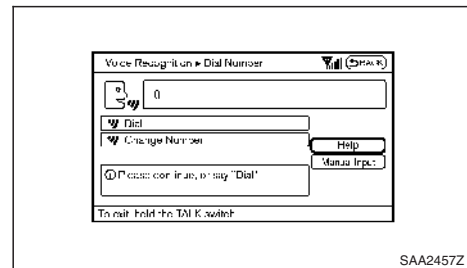 Voice Recognition ▸ Dial Number
BACK
0
Dial
Change Number
Help
Manual Input
Please continue, or say "Dial"
To exit, hold the TALK switch
SAA2457Z